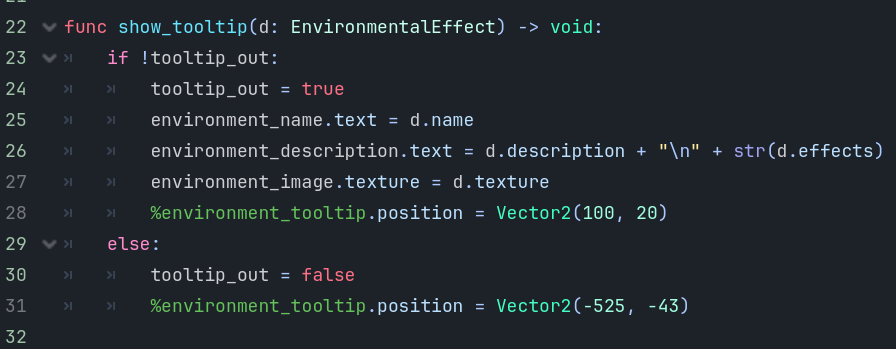 22 func show_tooltip(d: EnvironmentalEffect) -> void:
23 if !tooltip_out:
24 tooltip_out = true
25 environment_name.text = d.name
26 environment_description.text = d.description + "\n" + str(d.effects)
27 environment_image.texture = d.texture
28 %environment_tooltip.position = Vector2(100, 20)
29 else:
30 tooltip_out = false
31 %environment_tooltip.position = Vector2(-525, -43)
32